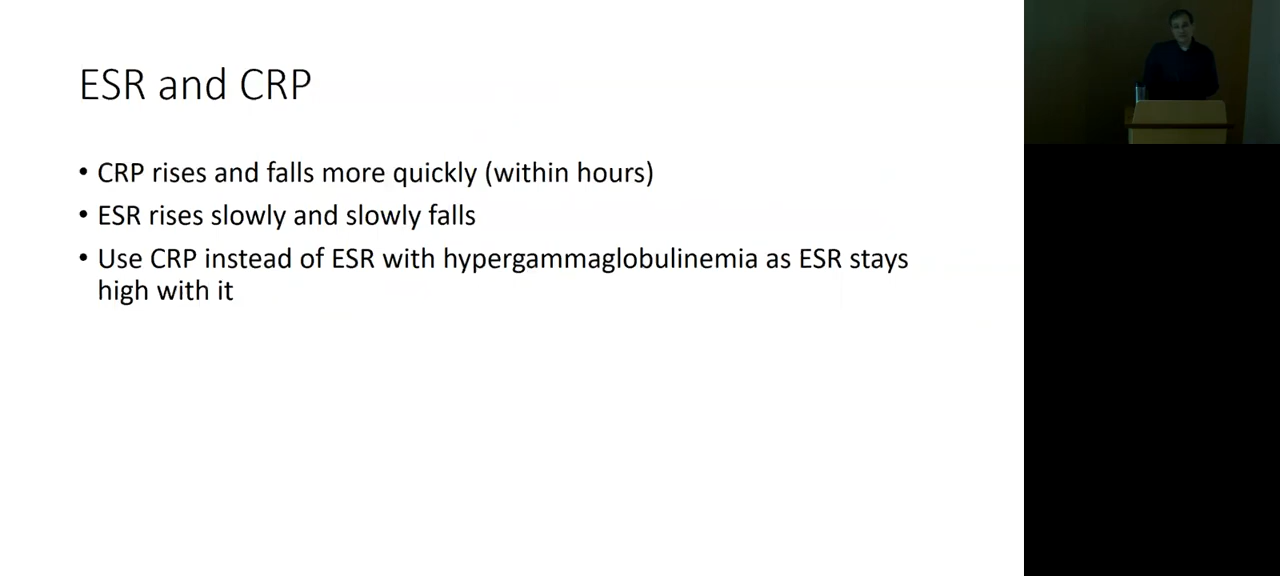 ESR and CRP
• CRP rises and falls more quickly (within hours)
• ESR rises slowly and slowly falls
• Use CRP instead of ESR with hypergammaglobulinemia as ESR stays
high with it